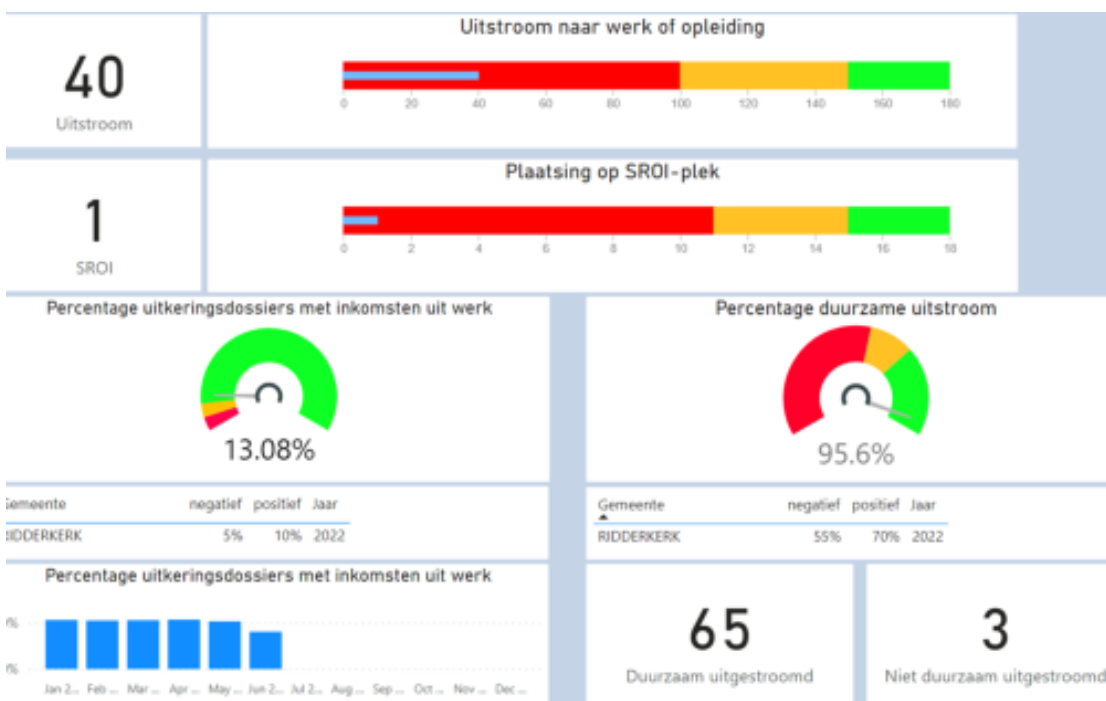 40
Uitstroom
Uitstroom naar werk of opleiding
0 20 40 60 80 100 120 140 160 180
1
SROI
Plaatsing op SROI-plek
0 2 4 6 8 10 12 14 16 18
Percentage uitkeringsdossiers met inkomsten uit werk
13.08%
Percentage duurzame uitstroom
95.6%
Gemeente negatief positief Jaar
RIDDERKERK 5% 10% 2022
Gemeente negatief positief Jaar
RIDDERKERK 55% 70% 2022
Percentage uitkeringsdossiers met inkomsten uit werk
Jan 2... Feb ... Mar ... Apr ... May ... Jun 2... Jul 2... Aug ... Sep ... Oct ... Nov ... Dec ...
65
Duurzaam uitgestroomd
3
Niet duurzaam uitgestroomd